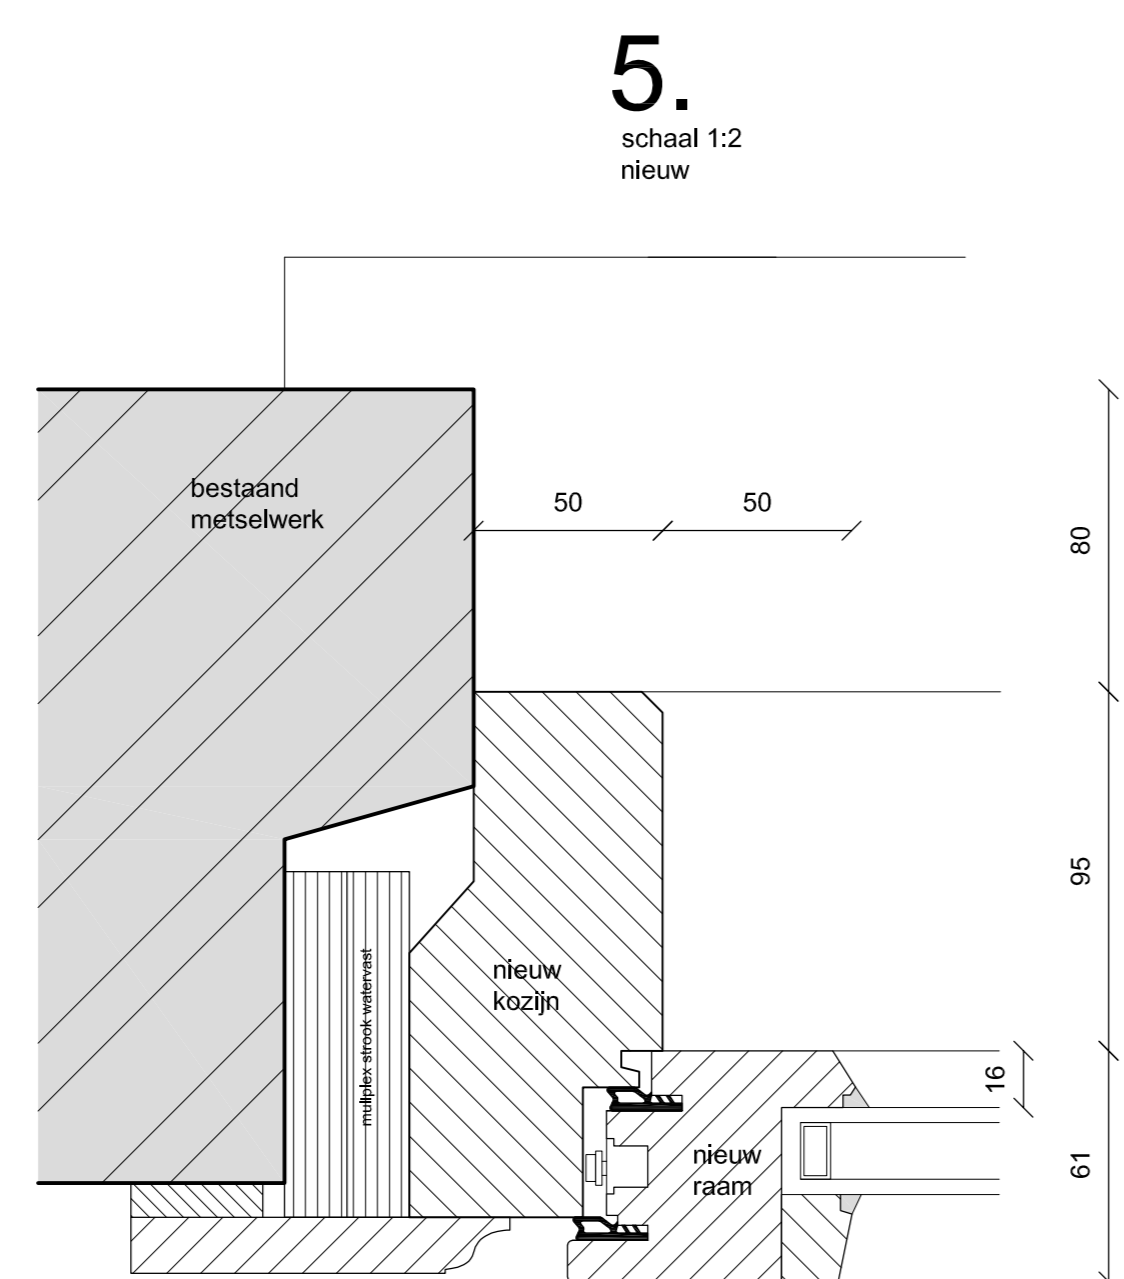 5.
schaal 1:2
nieuw
bestaand
metselwerk
50
50
80
95
nieuw
kozijn
muliplex strook watervast
16
nieuw
raam
61